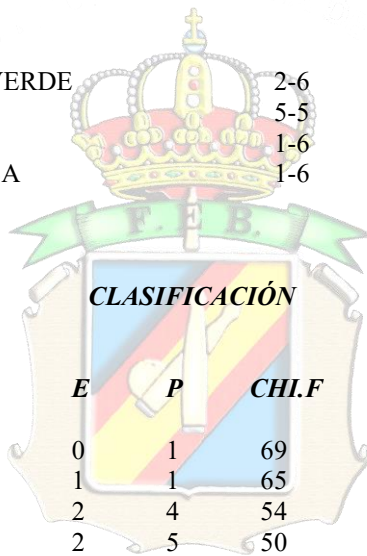 VERDE 2-6
5-5
1-6
A 1-6
F. E. B.
CLASIFICACIÓN
E P CHI.F
0 1 69
1 1 65
2 4 54
2 5 50